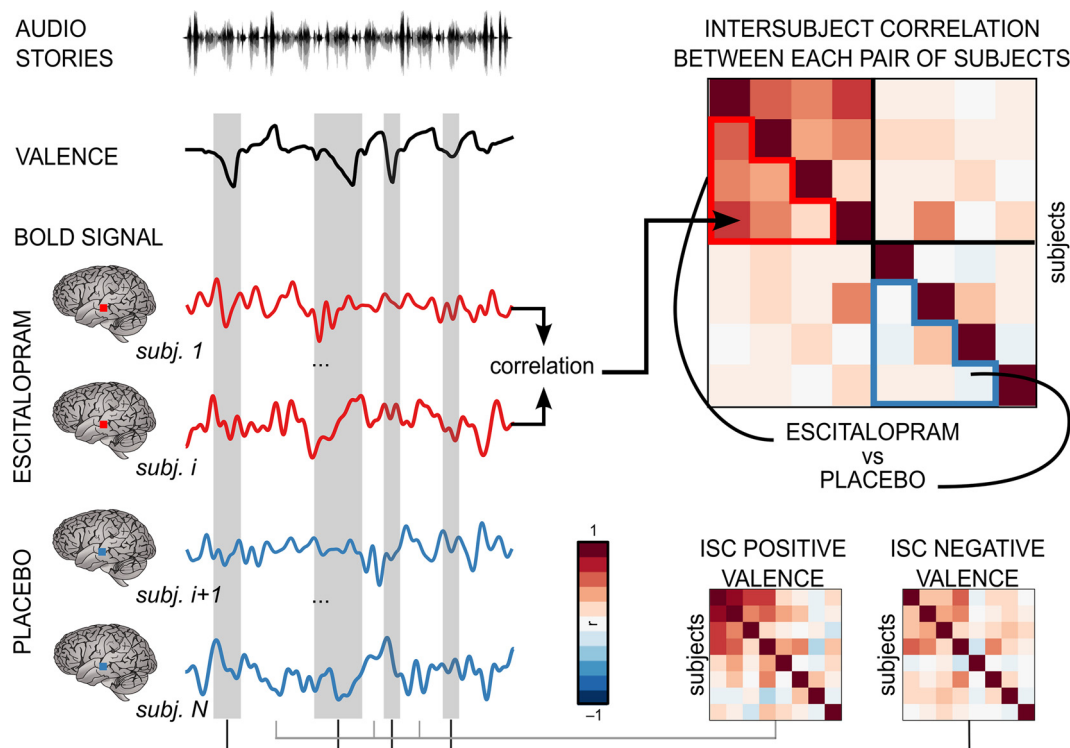 AUDIO
STORIES
VALENCE
BOLD SIGNAL
ESCITALOPRAM
subj. 1
...
subj. i
PLACEBO
subj. i+1
...
subj. N
correlation
INTERSUBJECT CORRELATION
BETWEEN EACH PAIR OF SUBJECTS
subjects
ESCITALOPRAM
vs
PLACEBO
1
r
–1
ISC POSITIVE
VALENCE
subjects
ISC NEGATIVE
VALENCE
subjects